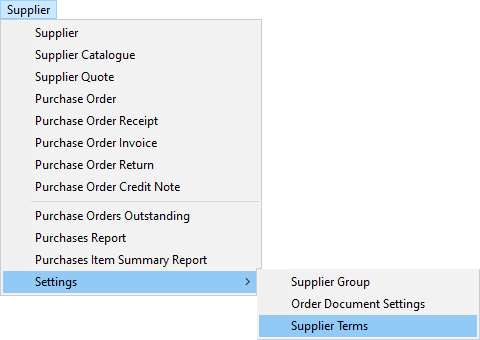 Supplier
Supplier
Supplier Catalogue
Supplier Quote
Purchase Order
Purchase Order Receipt
Purchase Order Invoice
Purchase Order Return
Purchase Order Credit Note
Purchase Orders Outstanding
Purchases Report
Purchases Item Summary Report
Settings
Supplier Group
Order Document Settings
Supplier Terms